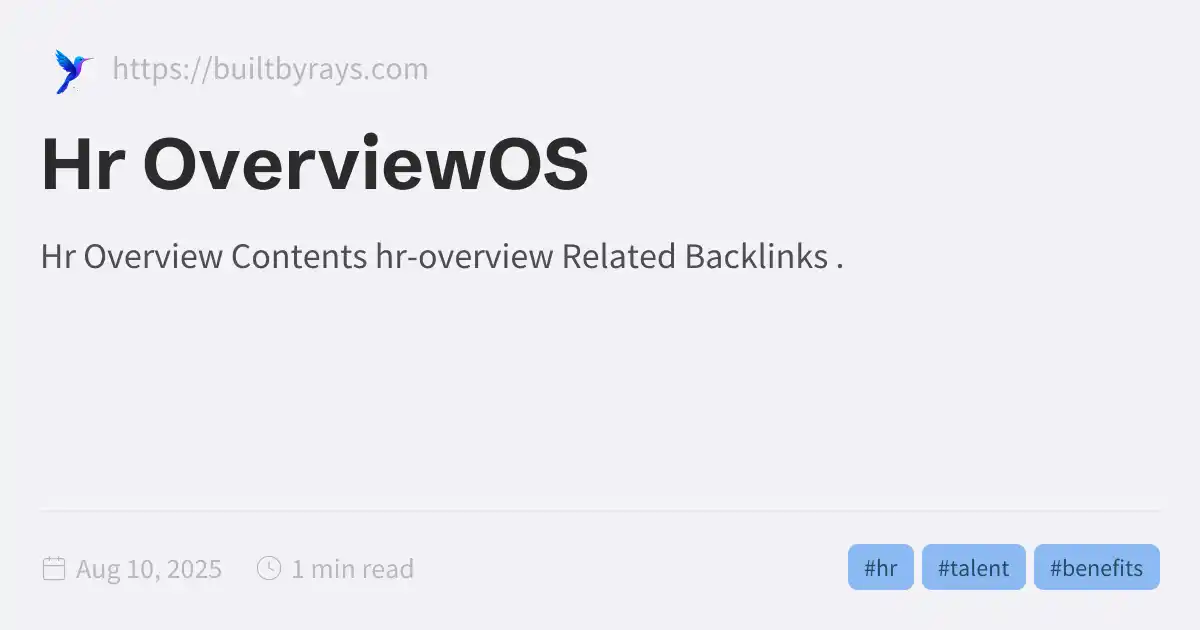 https://builtbyrays.com
Hr OverviewOS
Hr Overview Contents hr-overview Related Backlinks .
Aug 10, 2025 1 min read #hr #talent #benefits